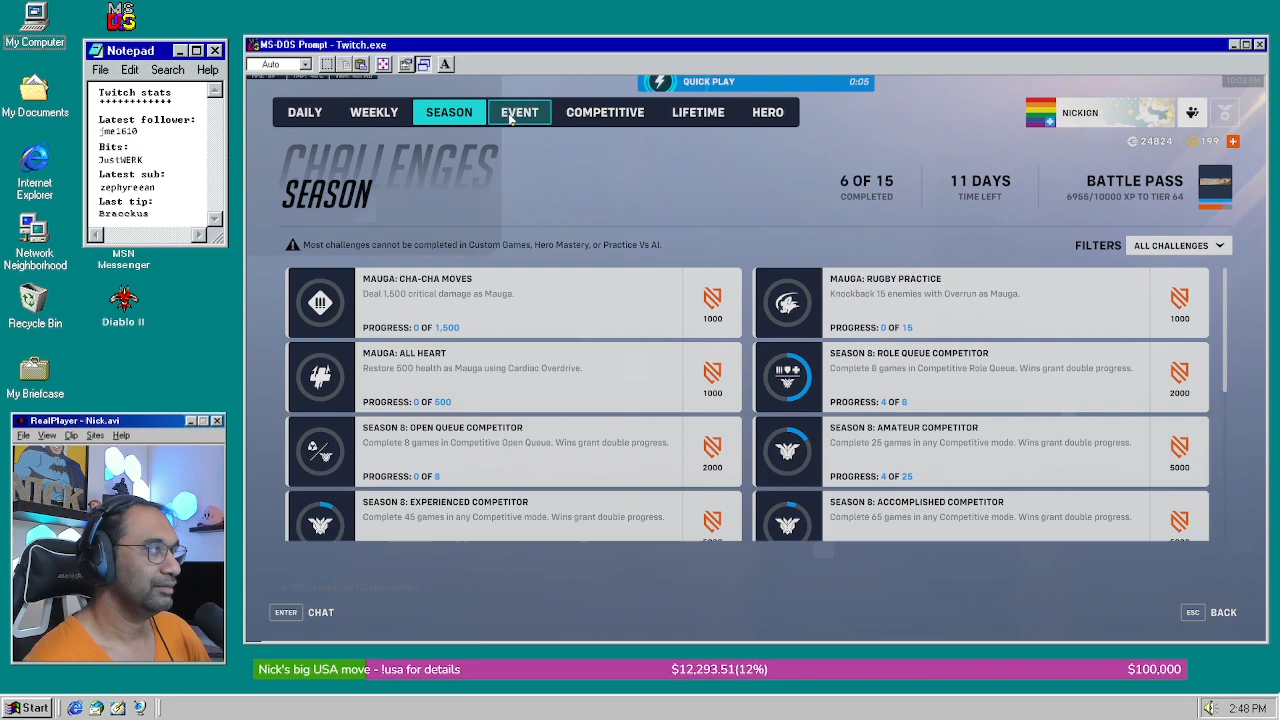 My Computer
My Documents
Internet Explorer
Network Neighborhood
Recycle Bin
My Briefcase
MSN Messenger
Diablo II
Notepad
File Edit Search Help
Twitch stats
************
Latest follower:
jme1610
Bits:
JustWERK
Latest sub:
zephyreean
Last tip:
Bracckus
RealPlayer - Nick.avi
File View Clip Sites Help
NICK
MS-DOS Prompt - Twitch.exe
Auto
A
QUICK PLAY 0:05
DAILY WEEKLY SEASON EVENT COMPETITIVE LIFETIME HERO
NICKIGN
24824 199 +
CHALLENGES
SEASON
6 OF 15
COMPLETED
11 DAYS
TIME LEFT
BATTLE PASS
6955/10000 XP TO TIER 64
Most challenges cannot be completed in Custom Games, Hero Mastery, or Practice Vs AI.
FILTERS ALL CHALLENGES
MAUGA: CHA-CHA MOVES
Deal 1,500 critical damage as Mauga.
PROGRESS: 0 OF 1,500
1000
MAUGA: RUGBY PRACTICE
Knockback 15 enemies with Overrun as Mauga.
PROGRESS: 0 OF 15
1000
MAUGA: ALL HEART
Restore 500 health as Mauga using Cardiac Overdrive.
PROGRESS: 0 OF 500
1000
SEASON 8: ROLE QUEUE COMPETITOR
Complete 8 games in Competitive Role Queue. Wins grant double progress.
PROGRESS: 4 OF 8
2000
SEASON 8: OPEN QUEUE COMPETITOR
Complete 8 games in Competitive Open Queue. Wins grant double progress.
PROGRESS: 0 OF 8
2000
SEASON 8: AMATEUR COMPETITOR
Complete 25 games in any Competitive mode. Wins grant double progress.
PROGRESS: 4 OF 25
5000
SEASON 8: EXPERIENCED COMPETITOR
Complete 45 games in any Competitive mode. Wins grant double progress.
SEASON 8: ACCOMPLISHED COMPETITOR
Complete 65 games in any Competitive mode. Wins grant double progress.
ENTER CHAT
ESC BACK
Nick's big USA move - !usa for details $12,293.51(12%) $100,000
Start
2:48 PM